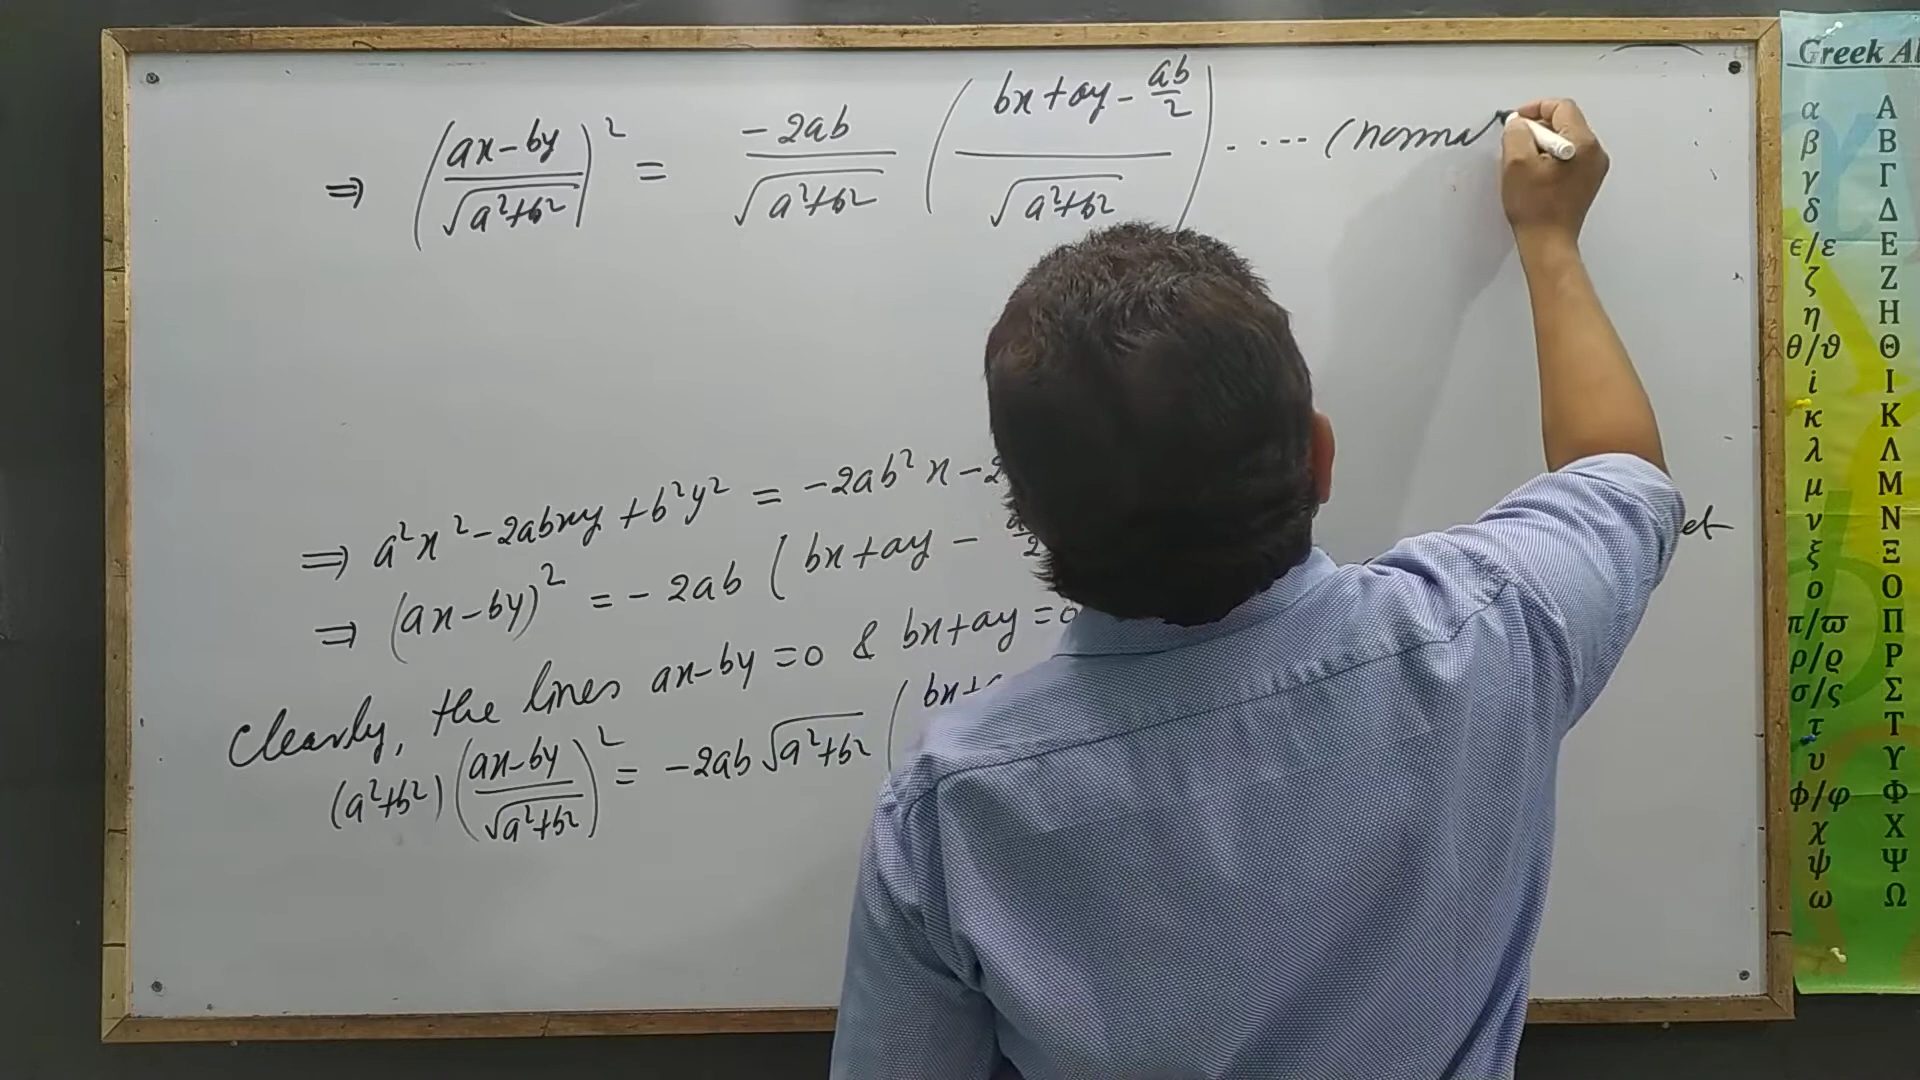 ⇒ ((ax-by)/√(a²+b²))² = -2ab/√(a²+b²) ((bx+ay-ab/2)/√(a²+b²)) .... (norma
⇒ a²x²-2abxy+b²y² = -2ab²x-2
⇒ (ax-by)² = -2ab (bx+ay-
Clearly, the lines ax-by=0 & bx+ay=0
(a²+b²)((ax-by)/√(a²+b²))² = -2ab√(a²+b²) (bx+
Greek Al
α Α
β Β
γ Γ
δ Δ
ϵ/ε Ε
ζ Ζ
η Η
θ/ϑ Θ
i Ι
κ Κ
λ Λ
μ Μ
ν Ν
ξ Ξ
ο Ο
π/ϖ Π
ρ/ϱ Ρ
σ/ς Σ
τ Τ
υ Υ
ϕ/φ Φ
χ Χ
ψ Ψ
ω Ω